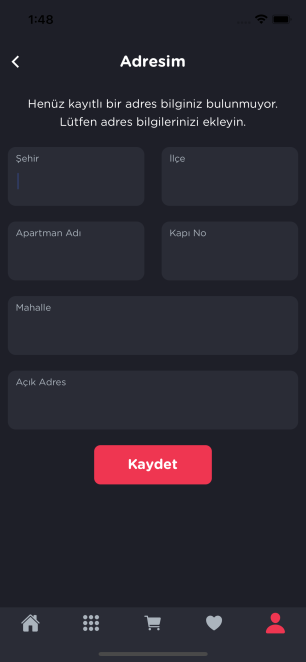 1:48
Adresim
Henüz kayıtlı bir adres bilginiz bulunmuyor.
Lütfen adres bilgilerinizi ekleyin.
Şehir
İlçe
Apartman Adı
Kapı No
Mahalle
Açık Adres
Kaydet